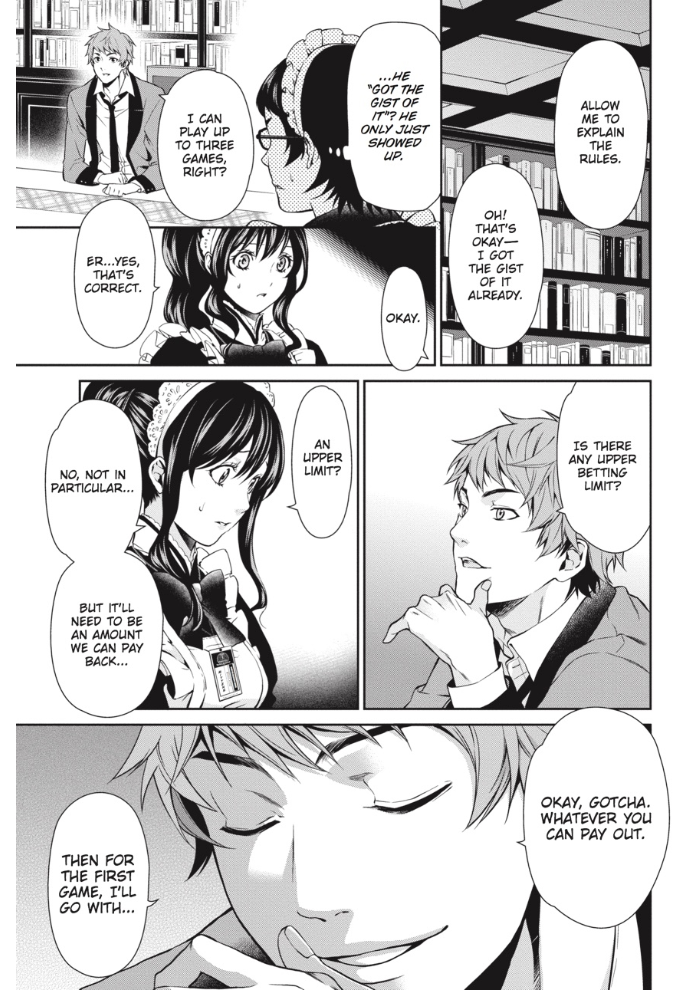 ALLOW
ME TO
EXPLAIN
THE
RULES.
OH!
THAT'S
OKAY—
I GOT
THE GIST
OF IT
ALREADY.
...HE
"GOT THE
GIST OF
IT"? HE
ONLY JUST
SHOWED
UP.
I CAN
PLAY UP
TO THREE
GAMES,
RIGHT?
OKAY.
ER...YES,
THAT'S
CORRECT.
IS THERE
ANY UPPER
BETTING
LIMIT?
AN
UPPER
LIMIT?
NO, NOT IN
PARTICULAR...
BUT IT'LL
NEED TO BE
AN AMOUNT
WE CAN PAY
BACK...
OKAY, GOTCHA.
WHATEVER YOU
CAN PAY OUT.
THEN FOR
THE FIRST
GAME, I'LL
GO WITH...